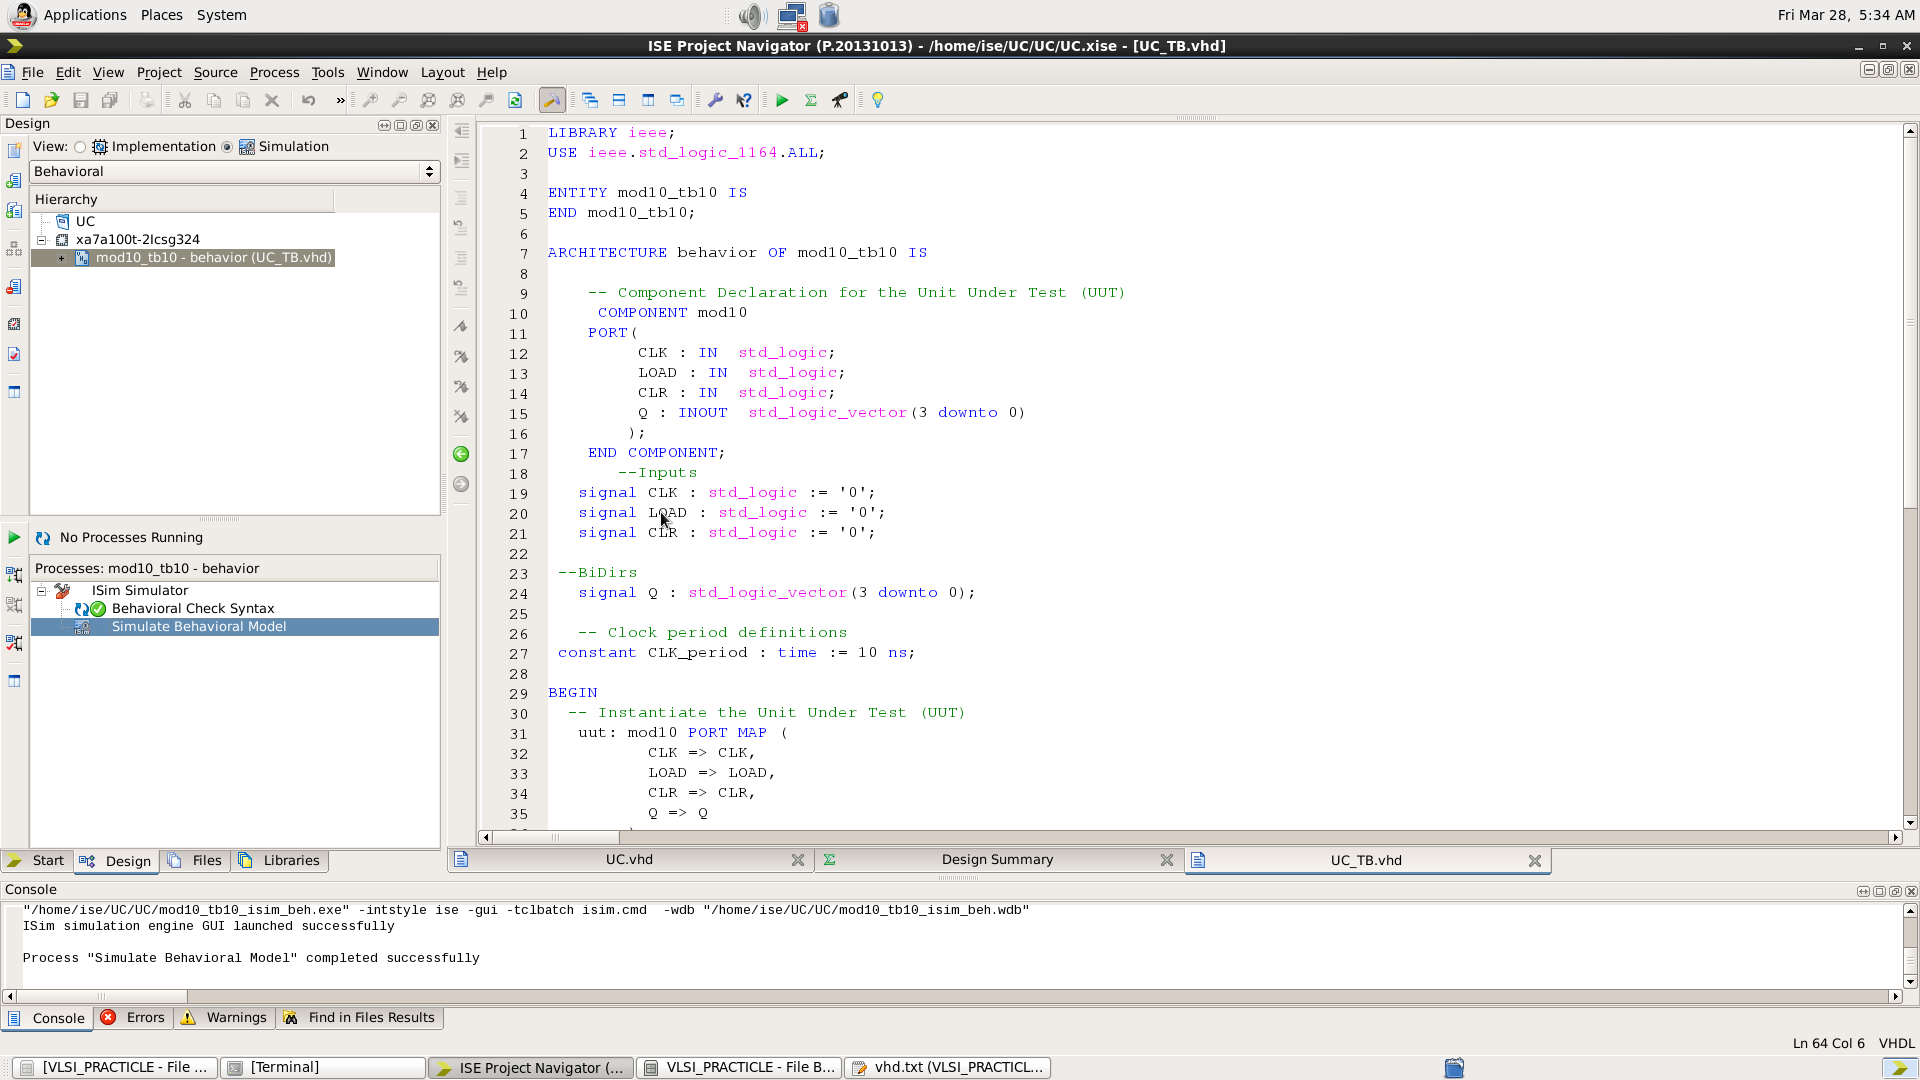 Applications Places System
Fri Mar 28, 5:34 AM
ISE Project Navigator (P.20131013) - /home/ise/UC/UC/UC.xise - [UC_TB.vhd]
File Edit View Project Source Process Tools Window Layout Help
Design
View: Implementation Simulation
Behavioral
Hierarchy
UC
xa7a100t-2lcsg324
mod10_tb10 - behavior (UC_TB.vhd)
No Processes Running
Processes: mod10_tb10 - behavior
ISim Simulator
Behavioral Check Syntax
Simulate Behavioral Model
Start Design Files Libraries
1 LIBRARY ieee;
2 USE ieee.std_logic_1164.ALL;
3
4 ENTITY mod10_tb10 IS
5 END mod10_tb10;
6
7 ARCHITECTURE behavior OF mod10_tb10 IS
8
9 -- Component Declaration for the Unit Under Test (UUT)
10 COMPONENT mod10
11 PORT(
12 CLK : IN std_logic;
13 LOAD : IN std_logic;
14 CLR : IN std_logic;
15 Q : INOUT std_logic_vector(3 downto 0)
16 );
17 END COMPONENT;
18 --Inputs
19 signal CLK : std_logic := '0';
20 signal LOAD : std_logic := '0';
21 signal CLR : std_logic := '0';
22
23 --BiDirs
24 signal Q : std_logic_vector(3 downto 0);
25
26 -- Clock period definitions
27 constant CLK_period : time := 10 ns;
28
29 BEGIN
30 -- Instantiate the Unit Under Test (UUT)
31 uut: mod10 PORT MAP (
32 CLK => CLK,
33 LOAD => LOAD,
34 CLR => CLR,
35 Q => Q
UC.vhd Design Summary UC_TB.vhd
Console
"/home/ise/UC/UC/mod10_tb10_isim_beh.exe" -intstyle ise -gui -tclbatch isim.cmd -wdb "/home/ise/UC/UC/mod10_tb10_isim_beh.wdb"
ISim simulation engine GUI launched successfully
Process "Simulate Behavioral Model" completed successfully
Console Errors Warnings Find in Files Results
Ln 64 Col 6 VHDL
[VLSI_PRACTICLE - File ... [Terminal] ISE Project Navigator (... VLSI_PRACTICLE - File B... vhd.txt (VLSI_PRACTICL...